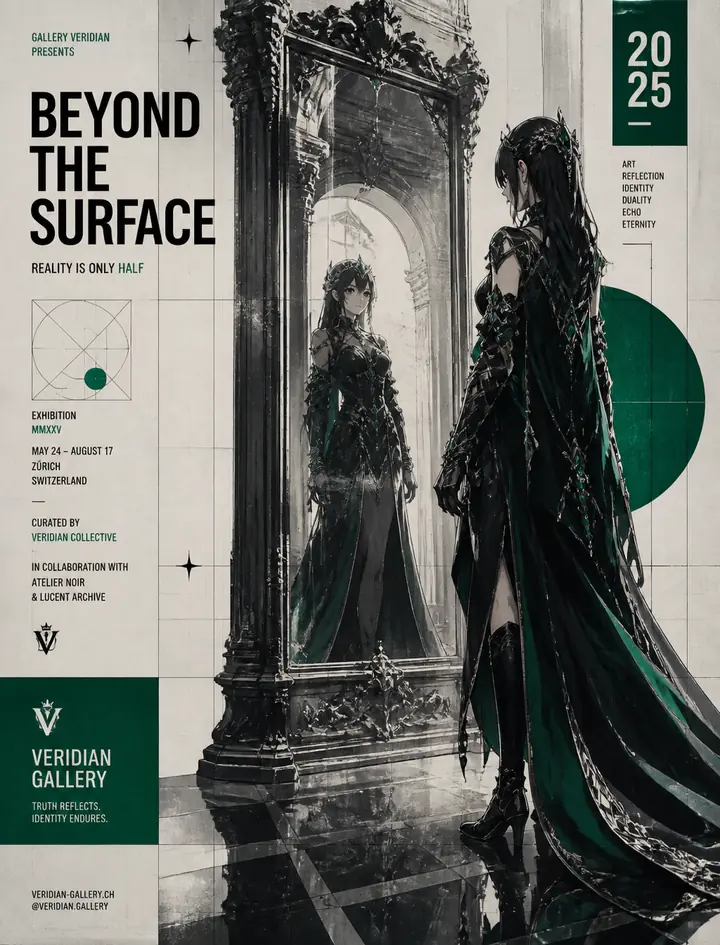 GALLERY VERIDIAN
PRESENTS
BEYOND
THE
SURFACE
REALITY IS ONLY HALF
EXHIBITION
MMXXV
MAY 24 – AUGUST 17
ZÜRICH
SWITZERLAND
CURATED BY
VERIDIAN COLLECTIVE
IN COLLABORATION WITH
ATELIER NOIR
& LUCENT ARCHIVE
V
V
VERIDIAN
GALLERY
TRUTH REFLECTS.
IDENTITY ENDURES.
VERIDIAN-GALLERY.CH
@VERIDIAN.GALLERY
20
25
ART
REFLECTION
IDENTITY
DUALITY
ECHO
ETERNITY